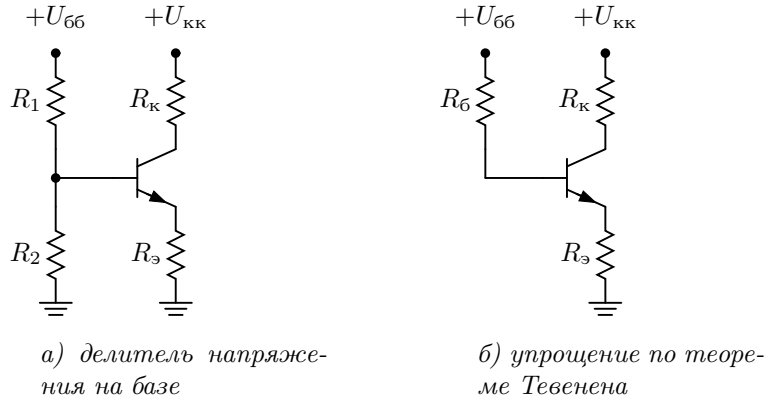 +U_бб +U_кк
R_1 R_к
R_2 R_э
а) делитель напряже-
ния на базе
+U_бб +U_кк
R_б R_к
R_э
б) упрощение по теоре-
ме Тевенена